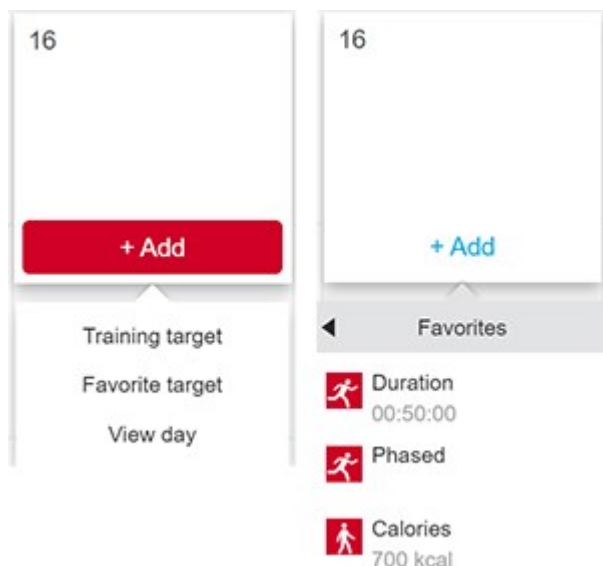 16
+ Add
Training target
Favorite target
View day
16
+ Add
Favorites
Duration
00:50:00
Phased
Calories
700 kcal